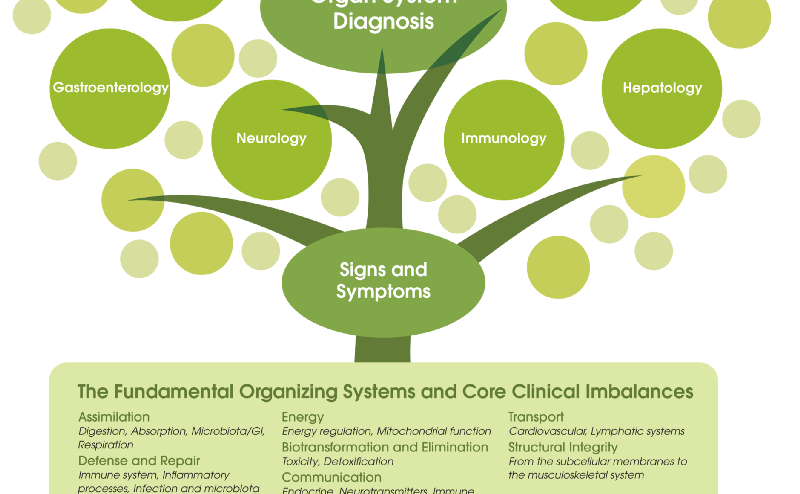 Organ System
Diagnosis
Gastroenterology
Hepatology
Neurology
Immunology
Signs and
Symptoms
The Fundamental Organizing Systems and Core Clinical Imbalances
Assimilation
Digestion, Absorption, Microbiota/GI,
Respiration
Defense and Repair
Immune system, Inflammatory
processes, infection and microbiota
Energy
Energy regulation, Mitochondrial function
Biotransformation and Elimination
Toxicity, Detoxification
Communication
Endocrine, Neurotransmitters, Immune
Transport
Cardiovascular, Lymphatic systems
Structural Integrity
From the subcellular membranes to
the musculoskeletal system